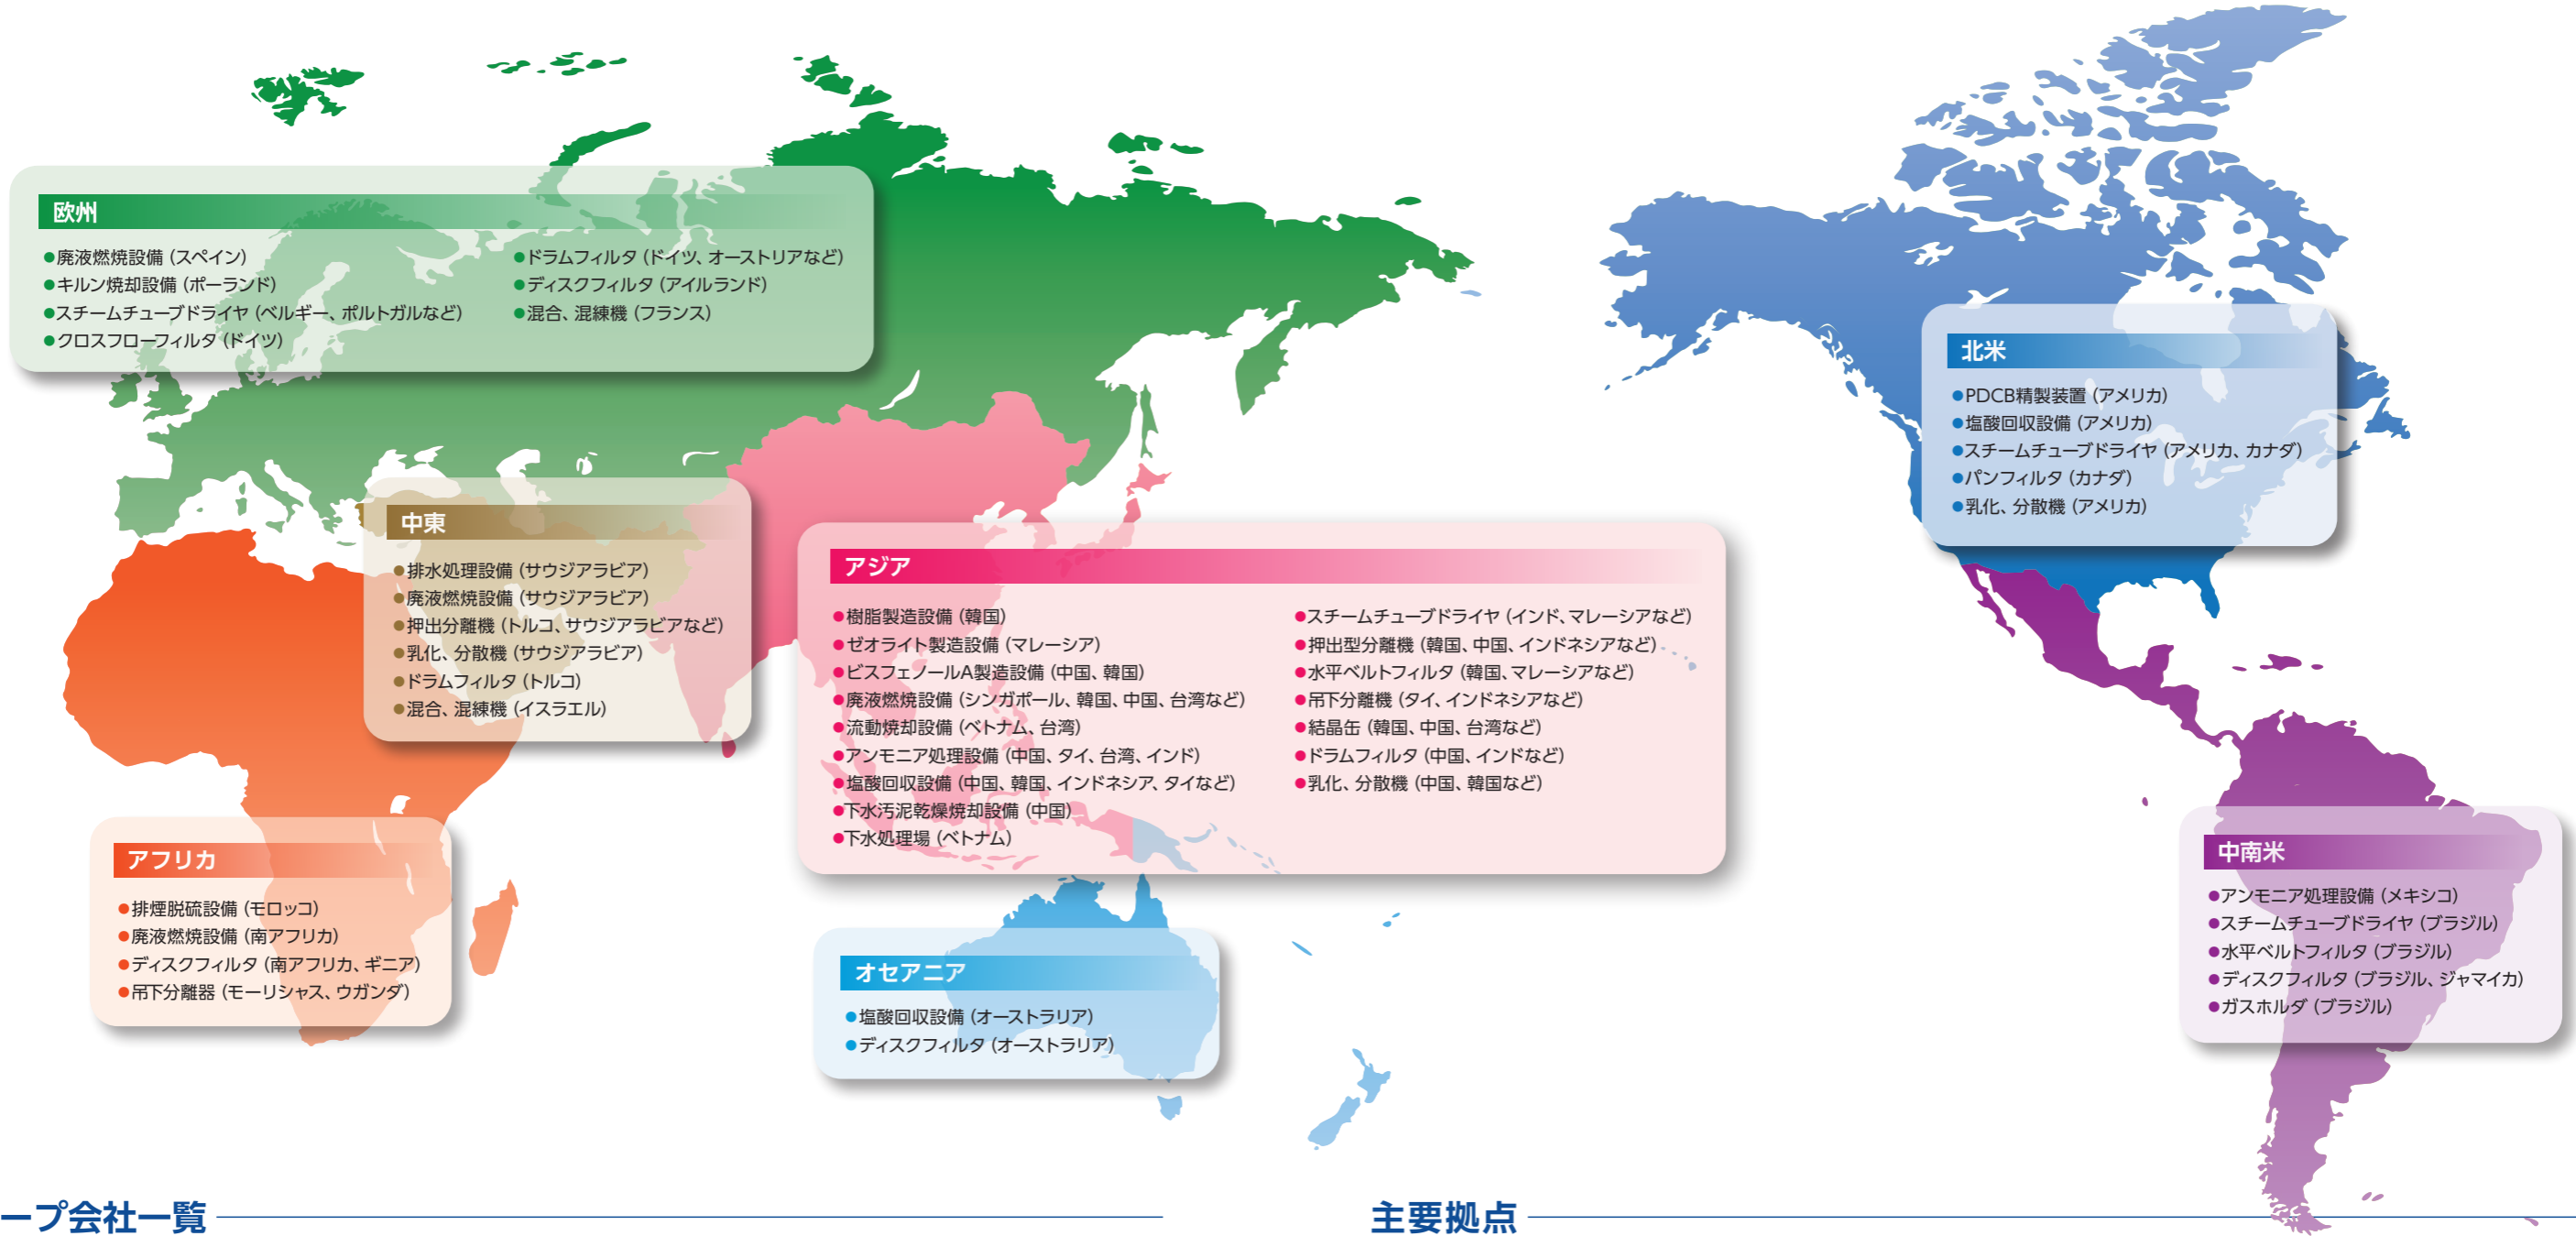 欧州
●廃液燃焼設備（スペイン）
●キルン焼却設備（ポーランド）
●スチームチューブドライヤ（ベルギー、ポルトガルなど）
●クロスフローフィルタ（ドイツ）
●ドラムフィルタ（ドイツ、オーストリアなど）
●ディスクフィルタ（アイルランド）
●混合、混練機（フランス）
中東
●排水処理設備（サウジアラビア）
●廃液燃焼設備（サウジアラビア）
●押出分離機（トルコ、サウジアラビアなど）
●乳化、分散機（サウジアラビア）
●ドラムフィルタ（トルコ）
●混合、混練機（イスラエル）
アフリカ
●排煙脱硫設備（モロッコ）
●廃液燃焼設備（南アフリカ）
●ディスクフィルタ（南アフリカ、ギニア）
●吊下分離器（モーリシャス、ウガンダ）
アジア
●樹脂製造設備（韓国）
●ゼオライト製造設備（マレーシア）
●ビスフェノールA製造設備（中国、韓国）
●廃液燃焼設備（シンガポール、韓国、中国、台湾など）
●流動焼却設備（ベトナム、台湾）
●アンモニア処理設備（中国、タイ、台湾、インド）
●塩酸回収設備（中国、韓国、インドネシア、タイなど）
●下水汚泥乾燥焼却設備（中国）
●下水処理場（ベトナム）
●スチームチューブドライヤ（インド、マレーシアなど）
●押出型分離機（韓国、中国、インドネシアなど）
●水平ベルトフィルタ（韓国、マレーシアなど）
●吊下分離機（タイ、インドネシアなど）
●結晶缶（韓国、中国、台湾など）
●ドラムフィルタ（中国、インドなど）
●乳化、分散機（中国、韓国など）
オセアニア
●塩酸回収設備（オーストラリア）
●ディスクフィルタ（オーストラリア）
北米
●PDCB精製装置（アメリカ）
●塩酸回収設備（アメリカ）
●スチームチューブドライヤ（アメリカ、カナダ）
●パンフィルタ（カナダ）
●乳化、分散機（アメリカ）
中南米
●アンモニア処理設備（メキシコ）
●スチームチューブドライヤ（ブラジル）
●水平ベルトフィルタ（ブラジル）
●ディスクフィルタ（ブラジル、ジャマイカ）
●ガスホルダ（ブラジル）
ープ会社一覧
主要拠点